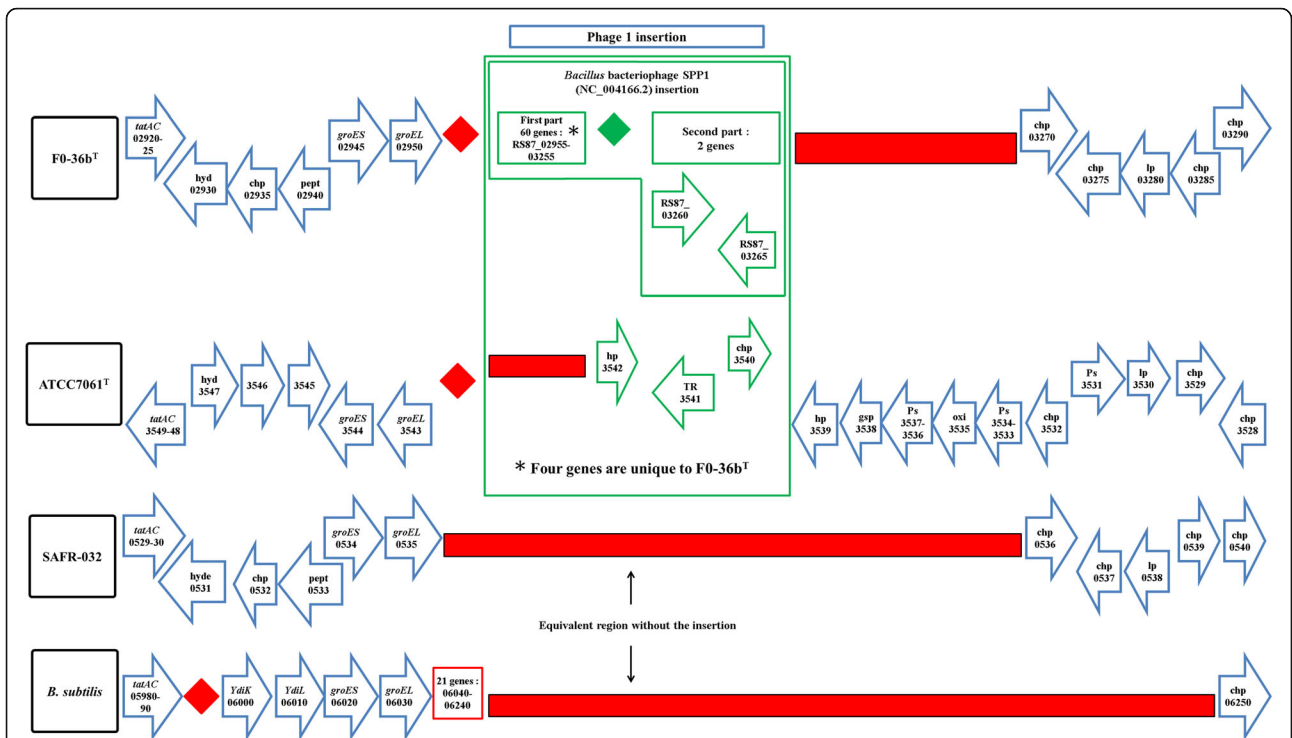 Phage 1 insertion
Bacillus bacteriophage SPP1
(NC_004166.2) insertion
First part
60 genes : *
RS87_02955-
03255
Second part :
2 genes
RS87_
03260
RS87_
03265
F0-36bᵀ
tatAC
02920-
25
hyd
02930
chp
02935
pept
02940
groES
02945
groEL
02950
chp
03270
chp
03275
lp
03280
chp
03285
chp
03290
ATCC7061ᵀ
tatAC
3549-48
hyd
3547
3546
3545
groES
3544
groEL
3543
hp
3542
TR
3541
chp
3540
hp
3539
gsp
3538
Ps
3537-
3536
oxi
3535
Ps
3534-
3533
chp
3532
Ps
3531
lp
3530
chp
3529
chp
3528
* Four genes are unique to F0-36bᵀ
SAFR-032
tatAC
0529-30
hyde
0531
chp
0532
pept
0533
groES
0534
groEL
0535
chp
0536
chp
0537
lp
0538
chp
0539
chp
0540
Equivalent region without the insertion
B. subtilis
tatAC
05980-
90
YdiK
06000
YdiL
06010
groES
06020
groEL
06030
21 genes :
06040-
06240
chp
06250